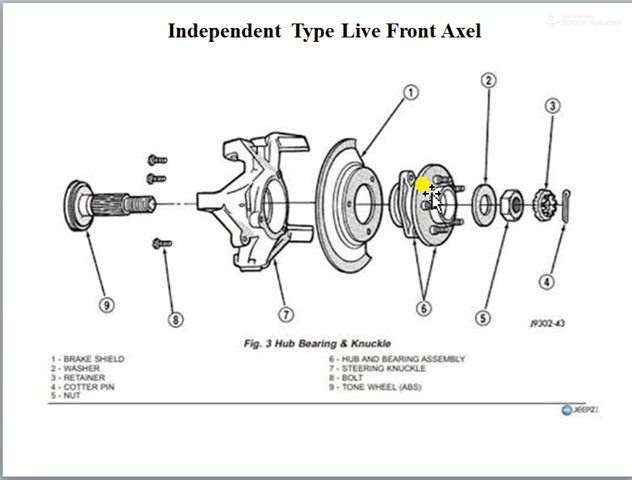 Independent Type Live Front Axel
1
2
3
4
5
6
7
8
9
J9302-43
Fig. 3 Hub Bearing & Knuckle
1 - BRAKE SHIELD
2 - WASHER
3 - RETAINER
4 - COTTER PIN
5 - NUT
6 - HUB AND BEARING ASSEMBLY
7 - STEERING KNUCKLE
8 - BOLT
9 - TONE WHEEL (ABS)